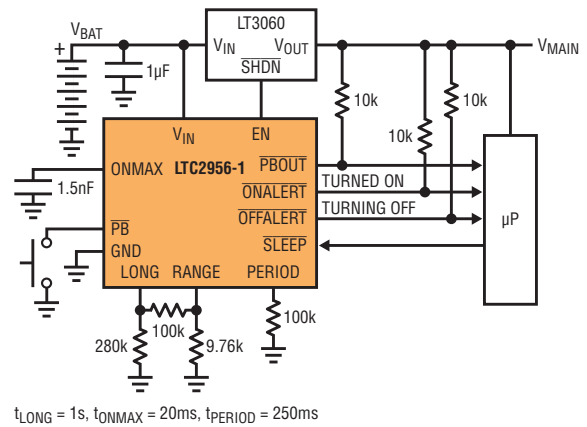 LT3060
VBAT
VIN
VOUT
VMAIN
SHDN
1µF
10k
10k
10k
VIN
EN
ONMAX
LTC2956-1
PBOUT
ONALERT
TURNED ON
1.5nF
OFFALERT
TURNING OFF
µP
PB
SLEEP
GND
LONG
RANGE
PERIOD
100k
100k
280k
9.76k
tLONG = 1s, tONMAX = 20ms, tPERIOD = 250ms